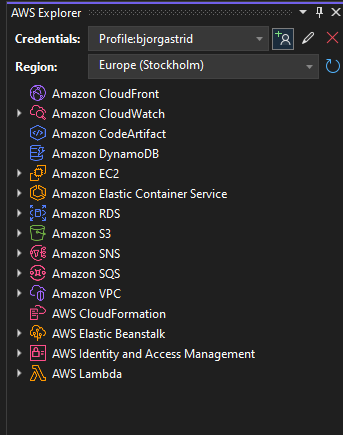 AWS Explorer
Credentials: Profile:bjorgastrid
Region: Europe (Stockholm)
Amazon CloudFront
Amazon CloudWatch
Amazon CodeArtifact
Amazon DynamoDB
Amazon EC2
Amazon Elastic Container Service
Amazon RDS
Amazon S3
Amazon SNS
Amazon SQS
Amazon VPC
AWS CloudFormation
AWS Elastic Beanstalk
AWS Identity and Access Management
AWS Lambda